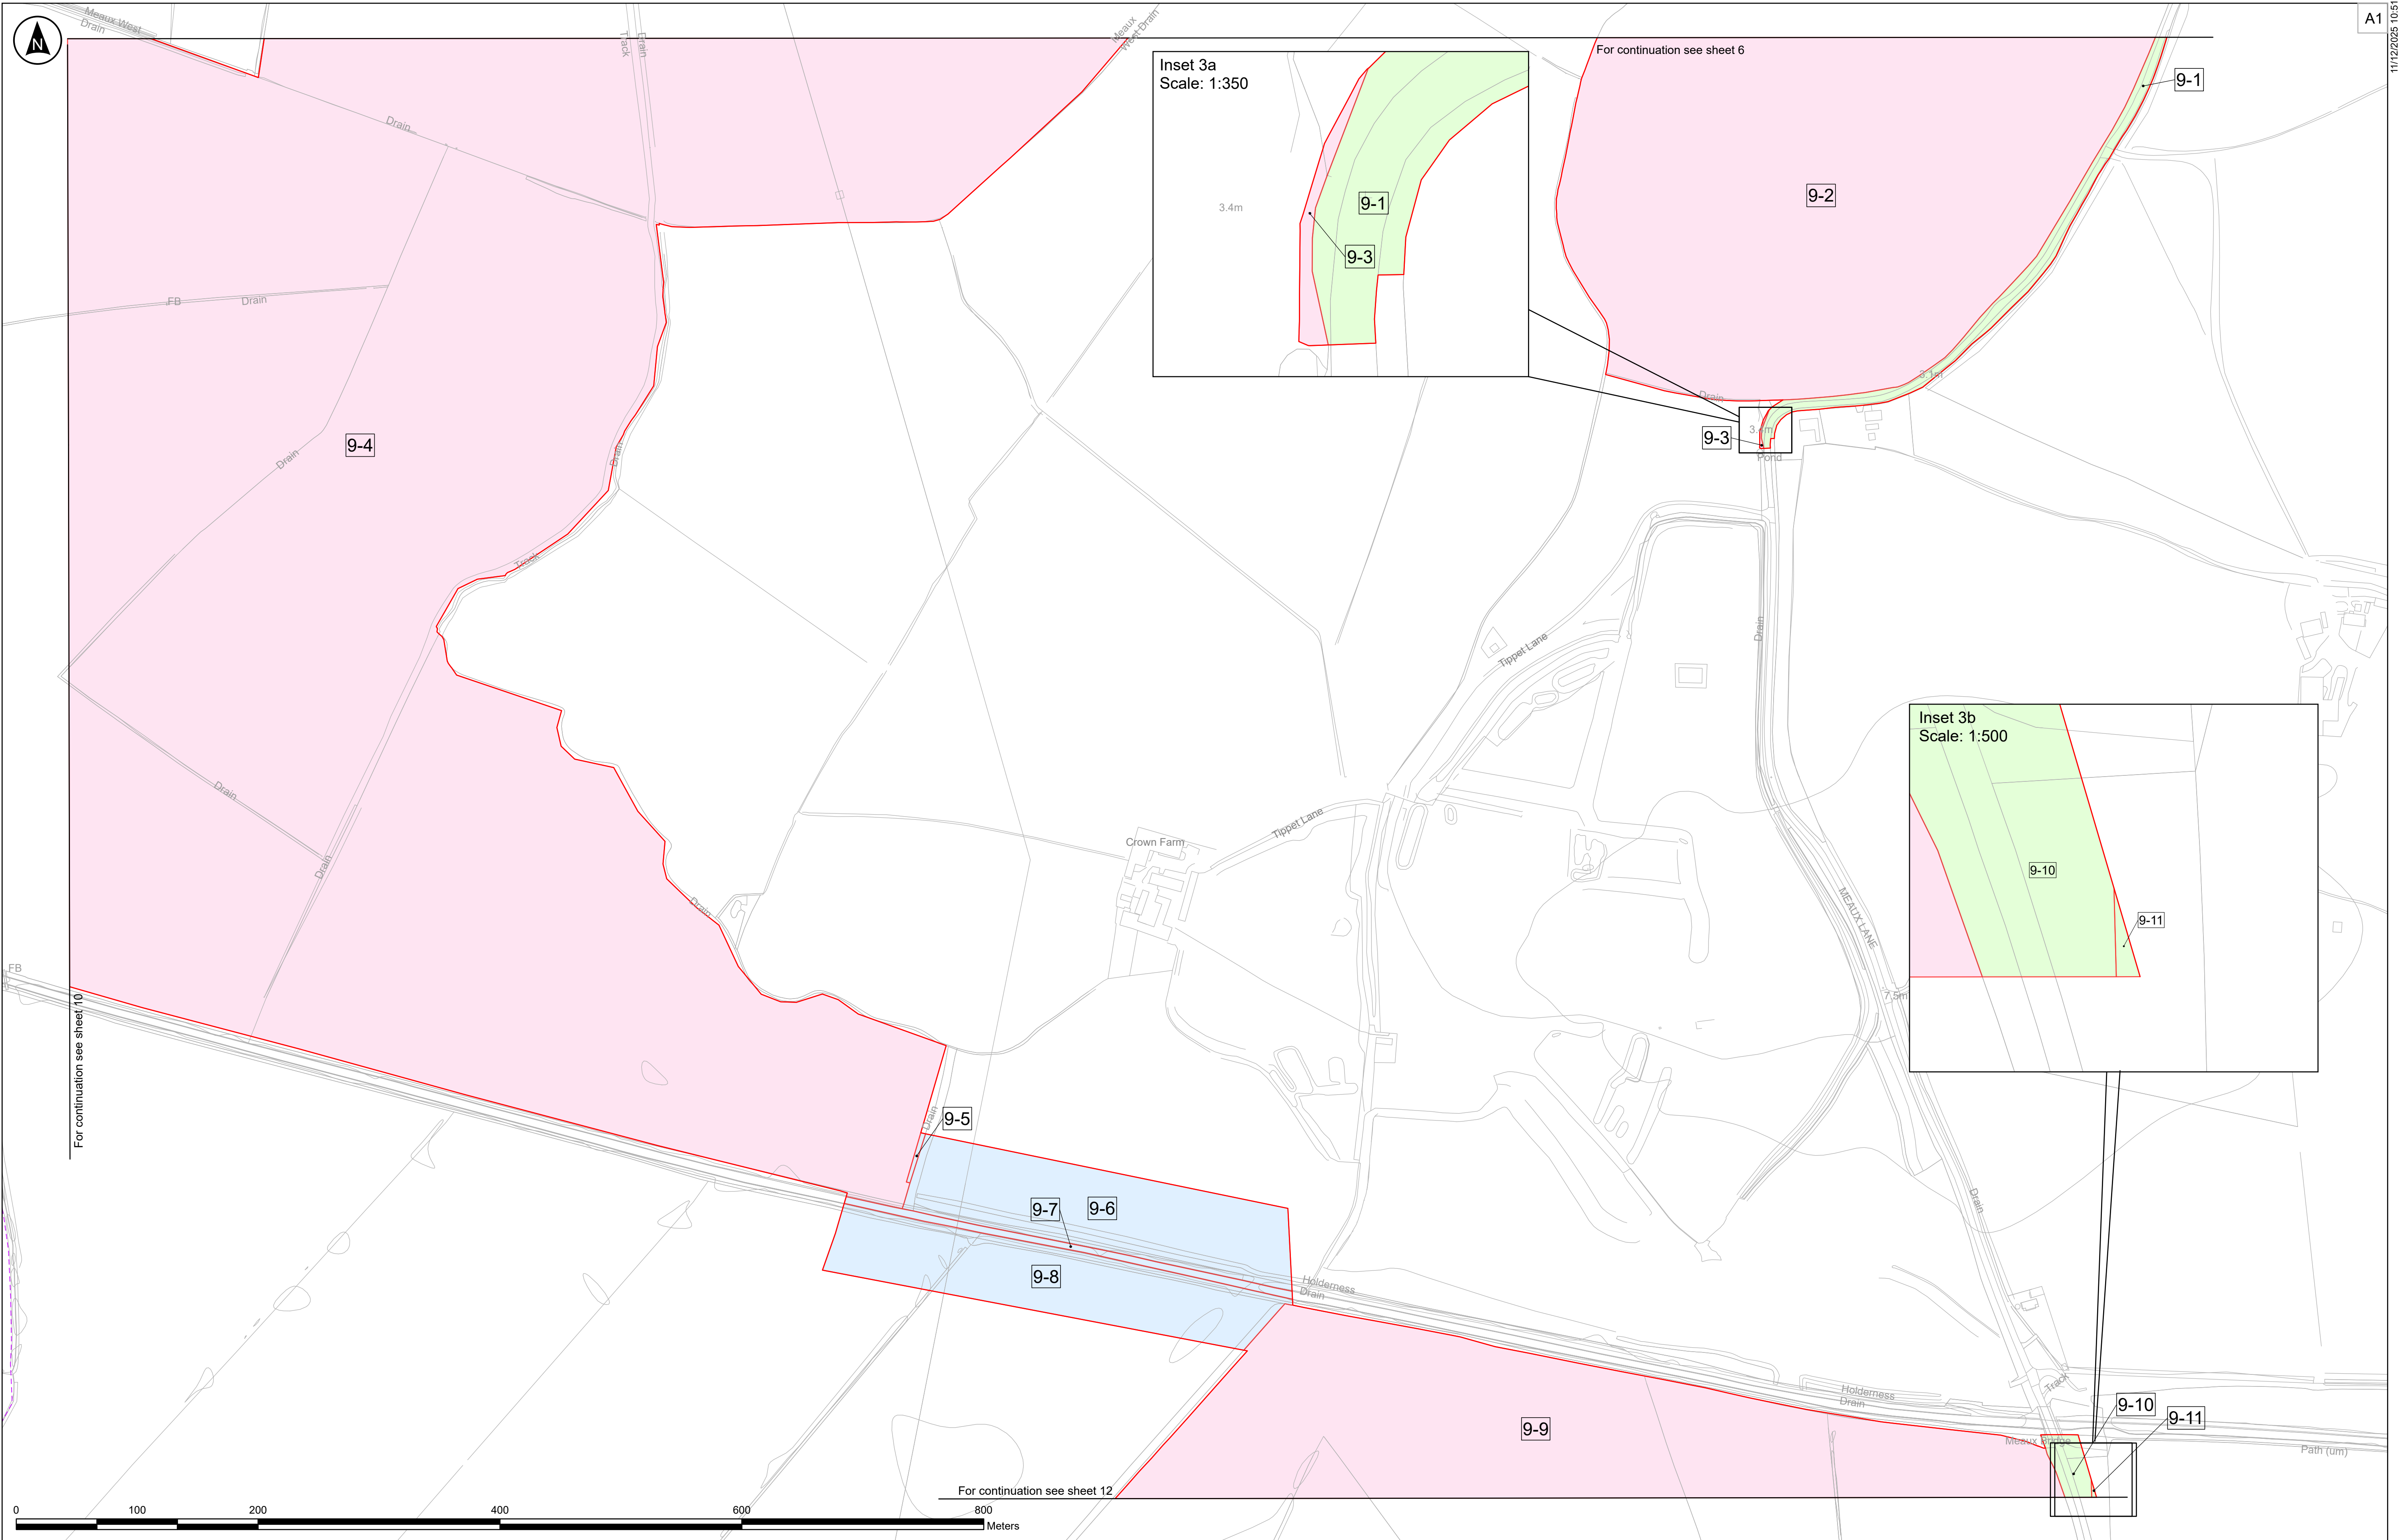 Meaux West
Drain
Track
Drain
Meaux
West Drain
A1
11/12/2025 10:51
N
For continuation see sheet 6
Inset 3a
Scale: 1:350
9-1
9-1
3.4m
9-3
9-2
Drain
FB
Drain
3.1m
Drain
9-3
Pond
9-4
Drain
Drain
Track
Drain
Tippet Lane
Inset 3b
Scale: 1:500
9-10
9-11
Drain
Drain
Tippet Lane
Crown Farm
Drain
MEAUX LANE
7.5m
FB
For continuation see sheet 10
9-5
Drain
9-7
9-6
9-8
Drain
Holderness
Drain
Holderness
Drain
Track
9-10
9-11
9-9
Meaux Bridge
Path (um)
For continuation see sheet 12
0 100 200 400 600 800
Meters